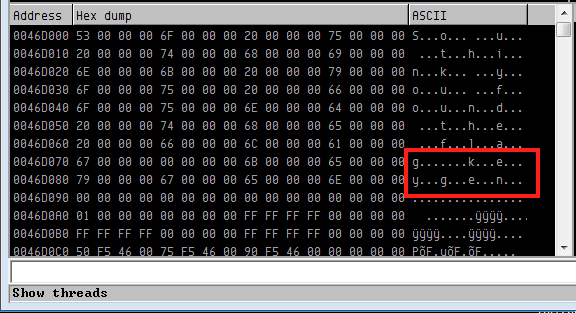 Address Hex dump ASCII
0046D000 53 00 00 00 6F 00 00 00 20 00 00 00 75 00 00 00 S...o... ...u...
0046D010 20 00 00 00 74 00 00 00 68 00 00 00 69 00 00 00  ...t...h...i...
0046D020 6E 00 00 00 6B 00 00 00 20 00 00 00 79 00 00 00 n...k... ...y...
0046D030 6F 00 00 00 75 00 00 00 20 00 00 00 66 00 00 00 o...u... ...f...
0046D040 6F 00 00 00 75 00 00 00 6E 00 00 00 64 00 00 00 o...u...n...d...
0046D050 20 00 00 00 74 00 00 00 68 00 00 00 65 00 00 00  ...t...h...e...
0046D060 20 00 00 00 66 00 00 00 6C 00 00 00 61 00 00 00  ...f...l...a...
0046D070 67 00 00 00 00 00 00 00 6B 00 00 00 65 00 00 00 g.......k...e...
0046D080 79 00 00 00 67 00 00 00 65 00 00 00 6E 00 00 00 y...g...e...n...
0046D090 00 00 00 00 00 00 00 00 00 00 00 00 00 00 00 00 ................
0046D0A0 01 00 00 00 00 00 00 00 FF FF FF FF 00 00 00 00 .......ÿÿÿÿ....
0046D0B0 FF FF FF FF 00 00 00 00 FF FF FF FF 00 00 00 00 ÿÿÿÿ....ÿÿÿÿ....
0046D0C0 50 F5 46 00 75 F5 46 00 90 F5 46 00 00 00 00 00 PõF.uõF.õF.....
Show threads